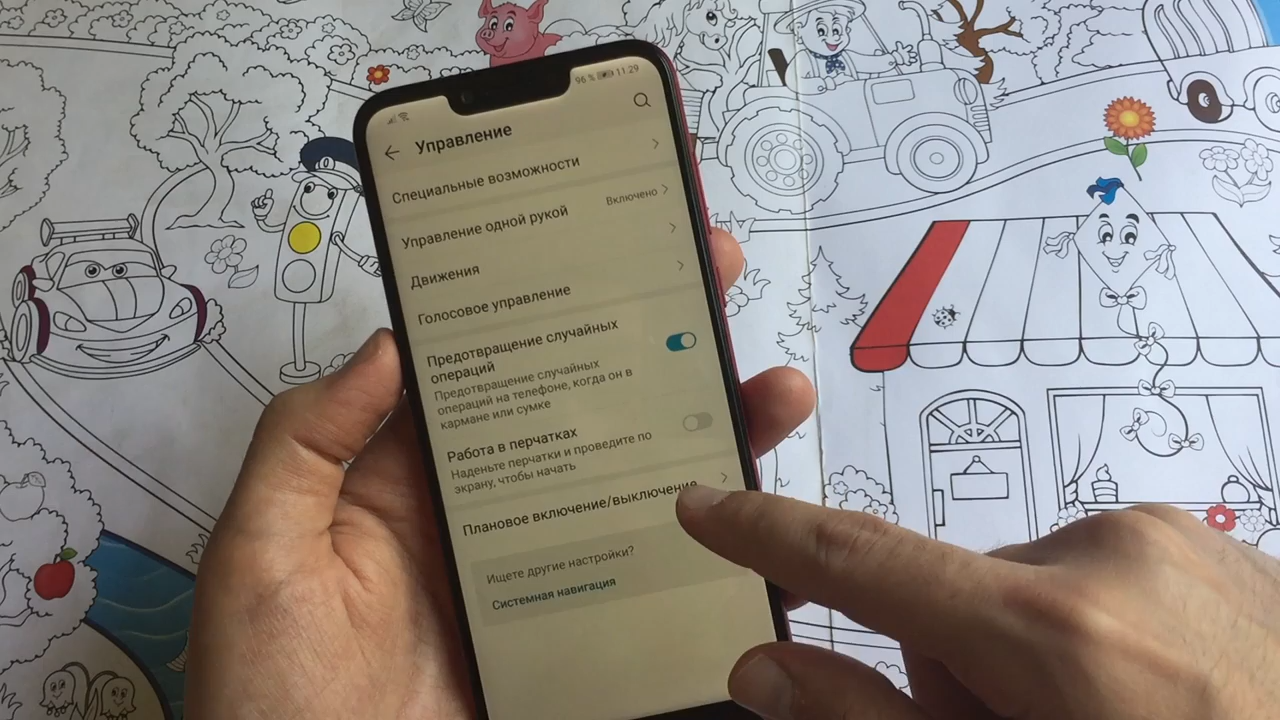 96 % 11:29
Управление
Специальные возможности
Управление одной рукой Включено
Движения
Голосовое управление
Предотвращение случайных
операций
Предотвращение случайных
операций на телефоне, когда он в
кармане или сумке
Работа в перчатках
Наденьте перчатки и проведите по
экрану, чтобы начать
Плановое включение/выключение
Ищете другие настройки?
Системная навигация